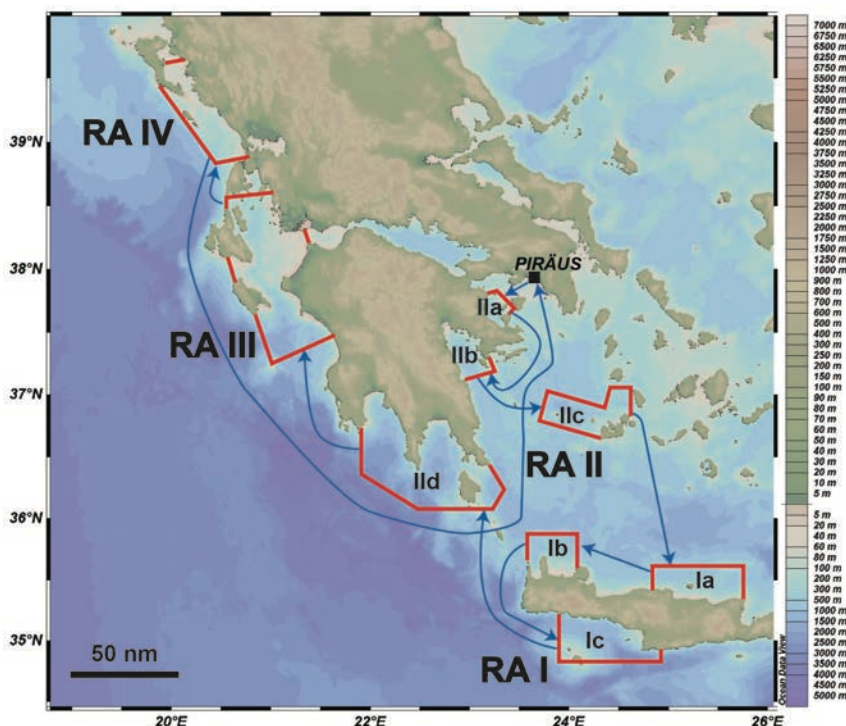 39°N
38°N
37°N
36°N
35°N
20°E
22°E
24°E
26°E
RA IV
RA III
RA II
RA I
PIRÄUS
IIa
IIb
IIc
IId
Ib
Ia
Ic
50 nm
7000 m
6750 m
6500 m
6250 m
6000 m
5750 m
5500 m
5250 m
5000 m
4750 m
4500 m
4250 m
4000 m
3750 m
3500 m
3250 m
3000 m
2750 m
2500 m
2250 m
2000 m
1750 m
1500 m
1250 m
1000 m
900 m
800 m
700 m
600 m
500 m
400 m
350 m
300 m
250 m
200 m
150 m
100 m
90 m
80 m
70 m
60 m
50 m
40 m
30 m
20 m
10 m
5 m
5 m
20 m
40 m
60 m
80 m
100 m
200 m
300 m
500 m
1000 m
1500 m
2000 m
2500 m
3000 m
3500 m
4000 m
4500 m
5000 m
Ocean Data View